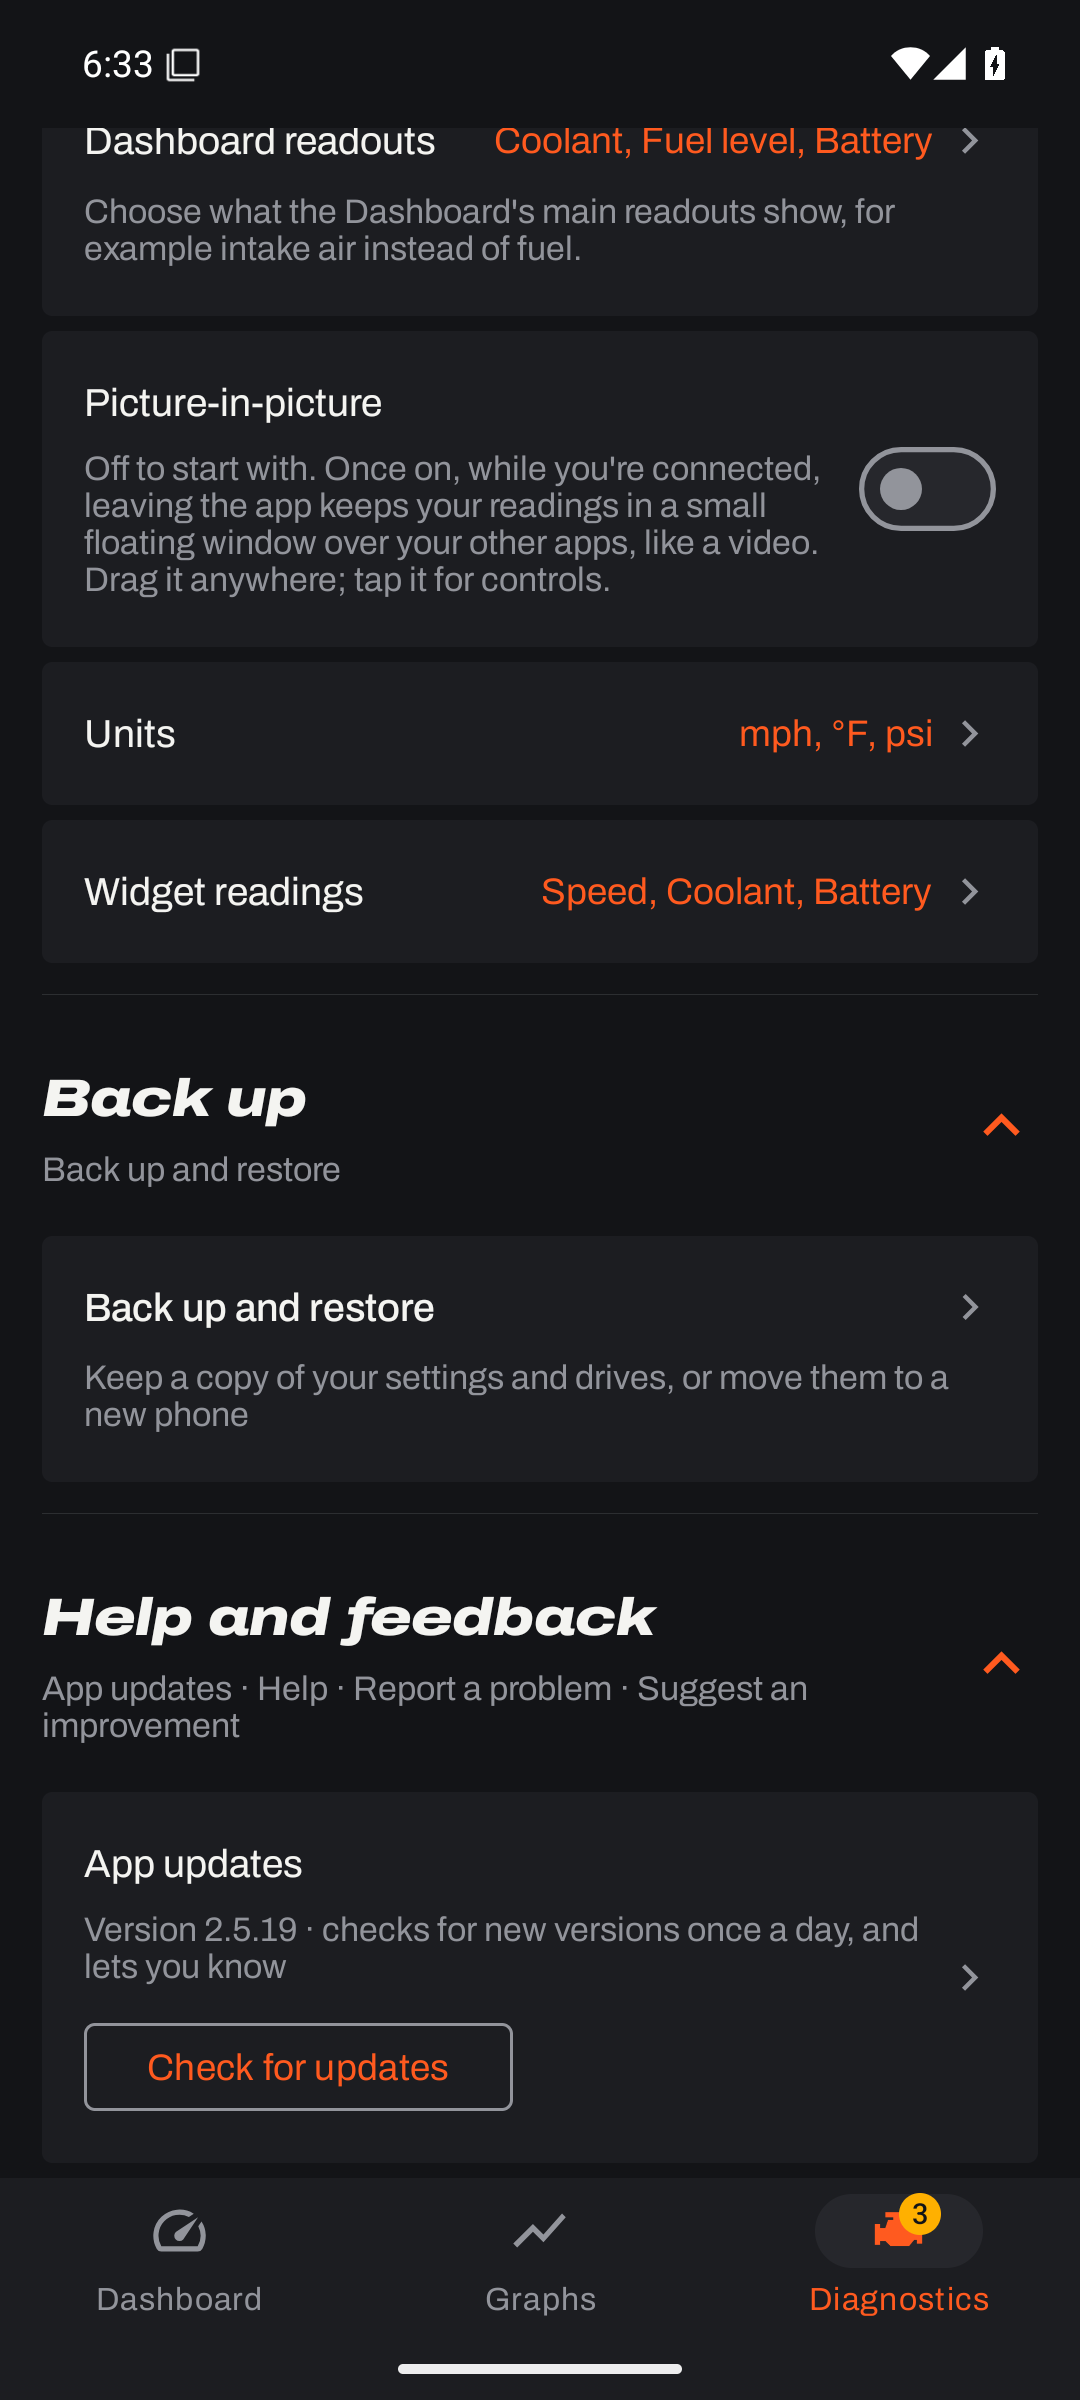 6:33
Dashboard readouts Coolant, Fuel level, Battery
Choose what the Dashboard's main readouts show, for
example intake air instead of fuel.
Picture-in-picture
Off to start with. Once on, while you're connected,
leaving the app keeps your readings in a small
floating window over your other apps, like a video.
Drag it anywhere; tap it for controls.
Units mph, °F, psi
Widget readings Speed, Coolant, Battery
Back up
Back up and restore
Back up and restore
Keep a copy of your settings and drives, or move them to a
new phone
Help and feedback
App updates · Help · Report a problem · Suggest an
improvement
App updates
Version 2.5.19 · checks for new versions once a day, and
lets you know
Check for updates
3
Dashboard Graphs Diagnostics